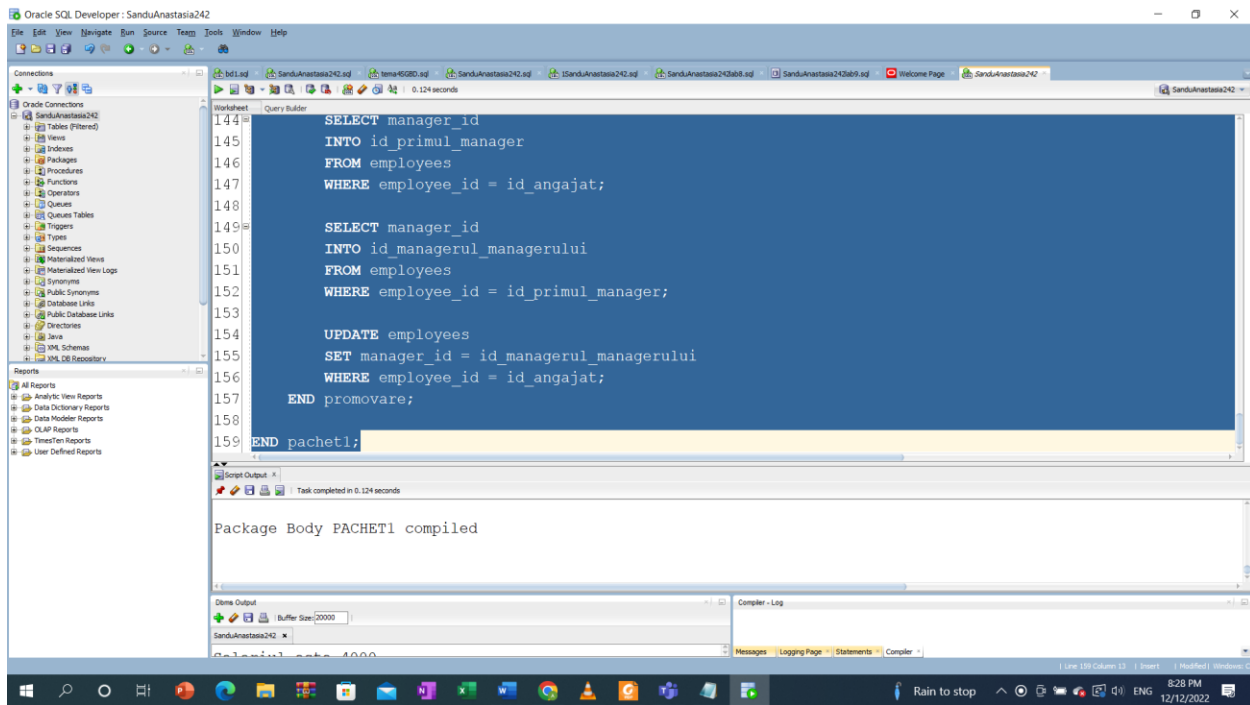 Oracle SQL Developer : SanduAnastasia242
File Edit View Navigate Run Source Team Tools Window Help
Connections
bd1.sql SanduAnastasia242.sql tema4SGBD.sql SanduAnastasia242.sql 1SanduAnastasia242.sql SanduAnastasia242lab8.sql SanduAnastasia242lab9.sql Welcome Page SanduAnastasia242
0.124 seconds
SanduAnastasia242
Oracle Connections
SanduAnastasia242
Tables (Filtered)
Views
Indexes
Packages
Procedures
Functions
Operators
Queues
Queues Tables
Triggers
Types
Sequences
Materialized Views
Materialized View Logs
Synonyms
Public Synonyms
Database Links
Public Database Links
Directories
Java
XML Schemas
XML DB Repository
Reports
All Reports
Analytic View Reports
Data Dictionary Reports
Data Modeler Reports
OLAP Reports
TimesTen Reports
User Defined Reports
Worksheet Query Builder
144 SELECT manager_id
145 INTO id_primul_manager
146 FROM employees
147 WHERE employee_id = id_angajat;
148
149 SELECT manager_id
150 INTO id_managerul_managerului
151 FROM employees
152 WHERE employee_id = id_primul_manager;
153
154 UPDATE employees
155 SET manager_id = id_managerul_managerului
156 WHERE employee_id = id_angajat;
157 END promovare;
158
159 END pachet1;
Script Output
Task completed in 0.124 seconds
Package Body PACHET1 compiled
Dbms Output
Buffer Size: 20000
SanduAnastasia242
Salariul este 4000
Compiler - Log
Messages Logging Page Statements Compiler
Line 159 Column 13 Insert Modified Windows: C
Rain to stop
ENG
8:28 PM
12/12/2022